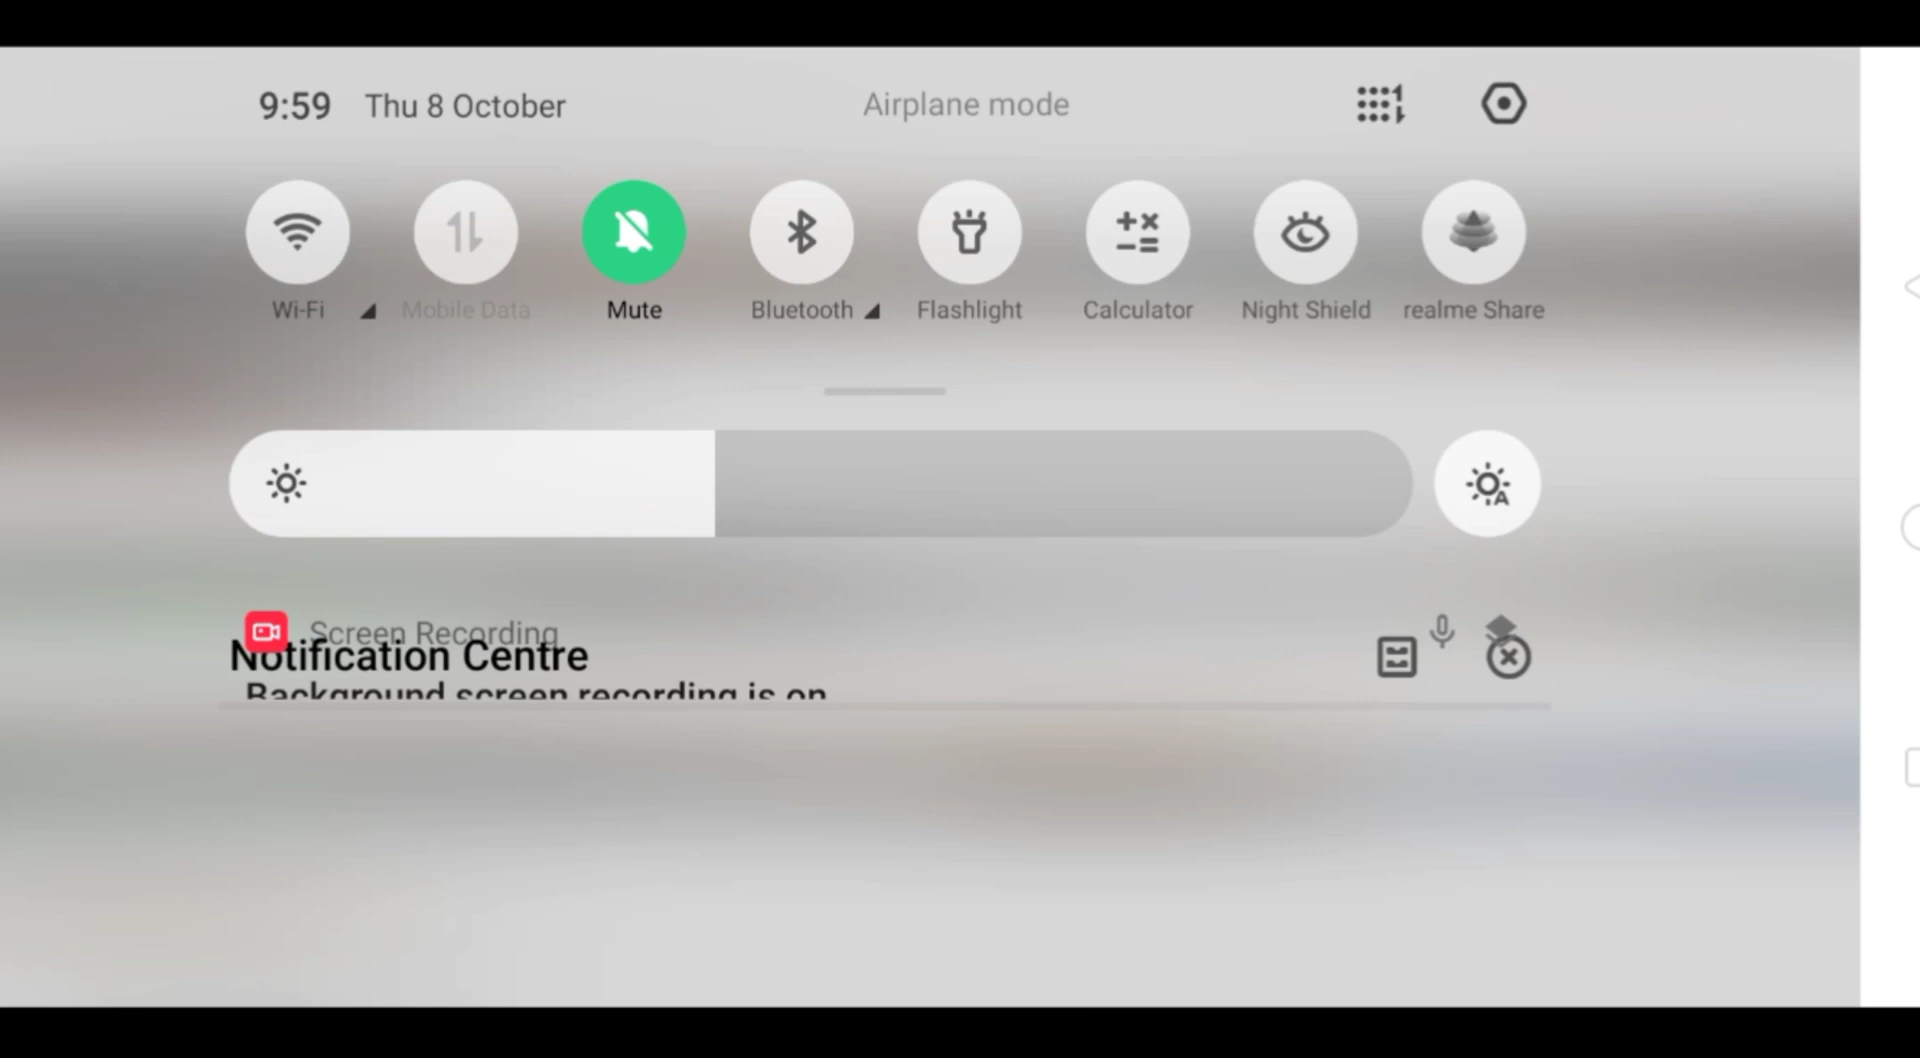 9:59 Thu 8 October Airplane mode
Wi-Fi Mobile Data Mute Bluetooth Flashlight Calculator Night Shield realme Share
Screen Recording
Notification Centre
Background screen recording is on